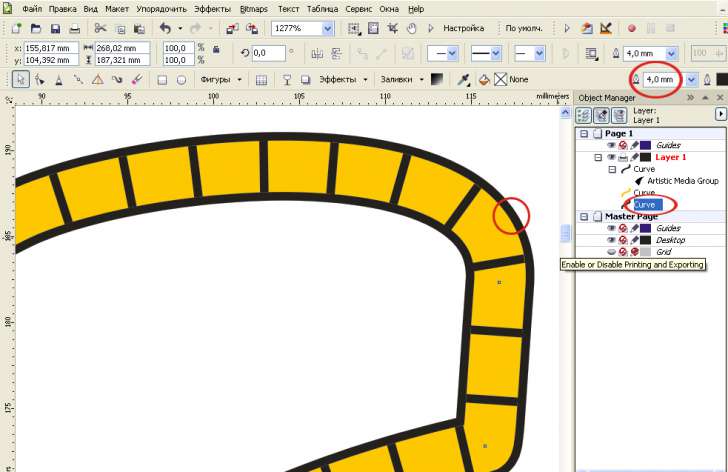 Файл Правка Вид Макет Упорядочить Эффекты Bitmaps Текст Таблица Сервис Окна Help
1277% Настройка По умолч.
x: 155,817 mm 268,02 mm 100,0 % 0,0 ° 4,0 mm 100
y: 104,392 mm 187,321 mm 100,0 %
Фигуры Эффекты Заливки None 4,0 mm
90 95 100 105 110 115 millimeters
Object Manager
Layer:
Layer 1
Page 1
Guides
Layer 1
Curve
Artistic Media Group
Curve
Curve
Master Page
Guides
Desktop
Grid
Enable or Disable Printing and Exporting
190
185
180
175